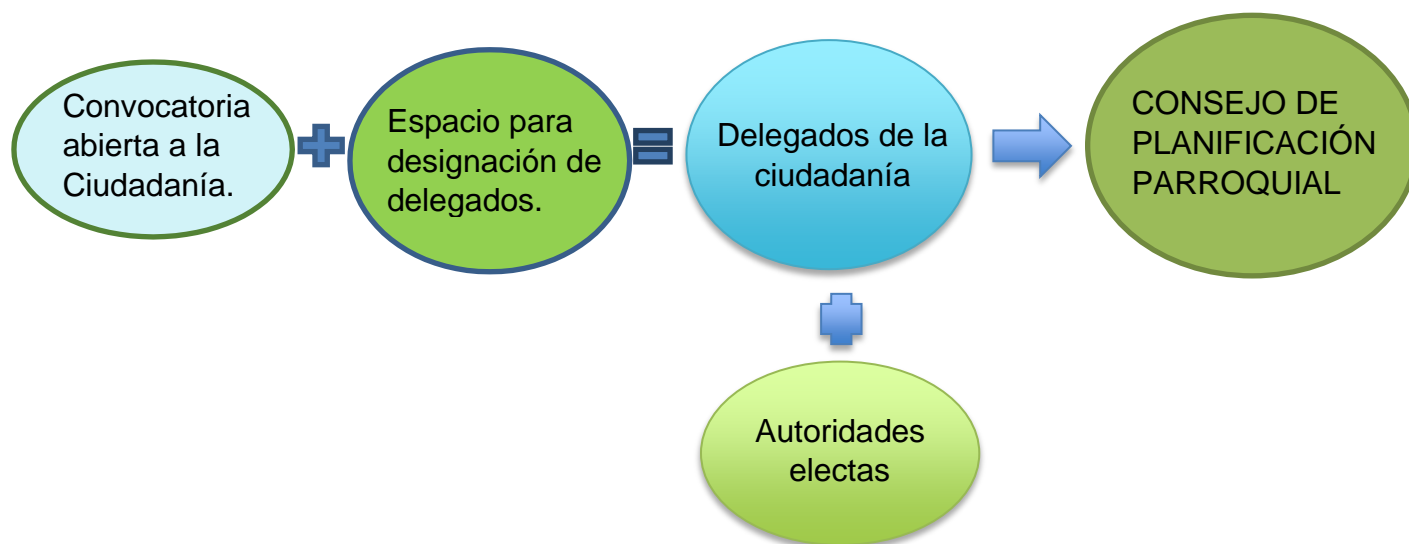 Convocatoria
abierta a la
Ciudadanía.
Espacio para
designación de
delegados.
Delegados de la
ciudadanía
CONSEJO DE
PLANIFICACIÓN
PARROQUIAL
Autoridades
electas